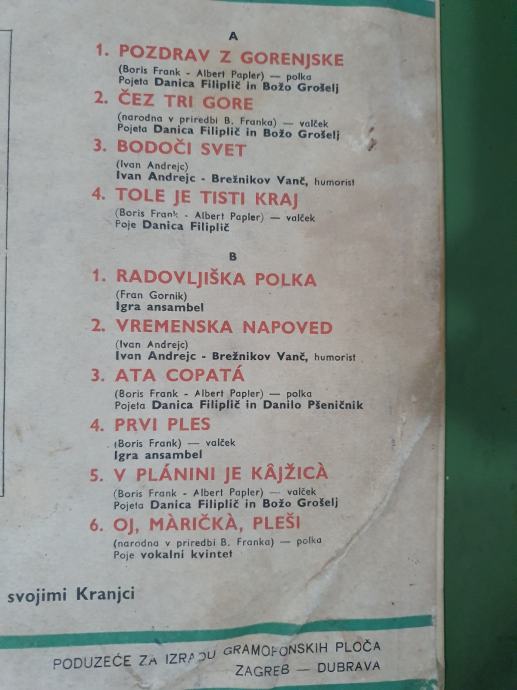 A
1. POZDRAV Z GORENJSKE
(Boris Frank - Albert Papler) — polka
Pojeta Danica Filiplič in Božo Grošelj
2. ČEZ TRI GORE
(narodna v priredbi B. Franka) — valček
Pojeta Danica Filiplič in Božo Grošelj
3. BODOČI SVET
(Ivan Andrejc)
Ivan Andrejc - Brežnikov Vanč, humorist
4. TOLE JE TISTI KRAJ
(Boris Frank - Albert Papler) — valček
Poje Danica Filiplič
B
1. RADOVLJIŠKA POLKA
(Fran Gornik)
Igra ansambel
2. VREMENSKA NAPOVED
(Ivan Andrejc)
Ivan Andrejc - Brežnikov Vanč, humorist
3. ATA COPATÁ
(Boris Frank - Albert Papler) — polka
Pojeta Danica Filiplič in Danilo Pšeničnik
4. PRVI PLES
(Boris Frank) — valček
Igra ansambel
5. V PLÁNINI JE KÂJŽICÀ
(Boris Frank - Albert Papler) — valček
Pojeta Danica Filiplič in Božo Grošelj
6. OJ, MÀRIČKÀ, PLEŠI
(narodna v priredbi B. Franka) — polka
Poje vokalni kvintet
svojimi Kranjci
PODUZEĆE ZA IZRADU GRAMOFONSKIH PLOČA
ZAGREB — DUBRAVA